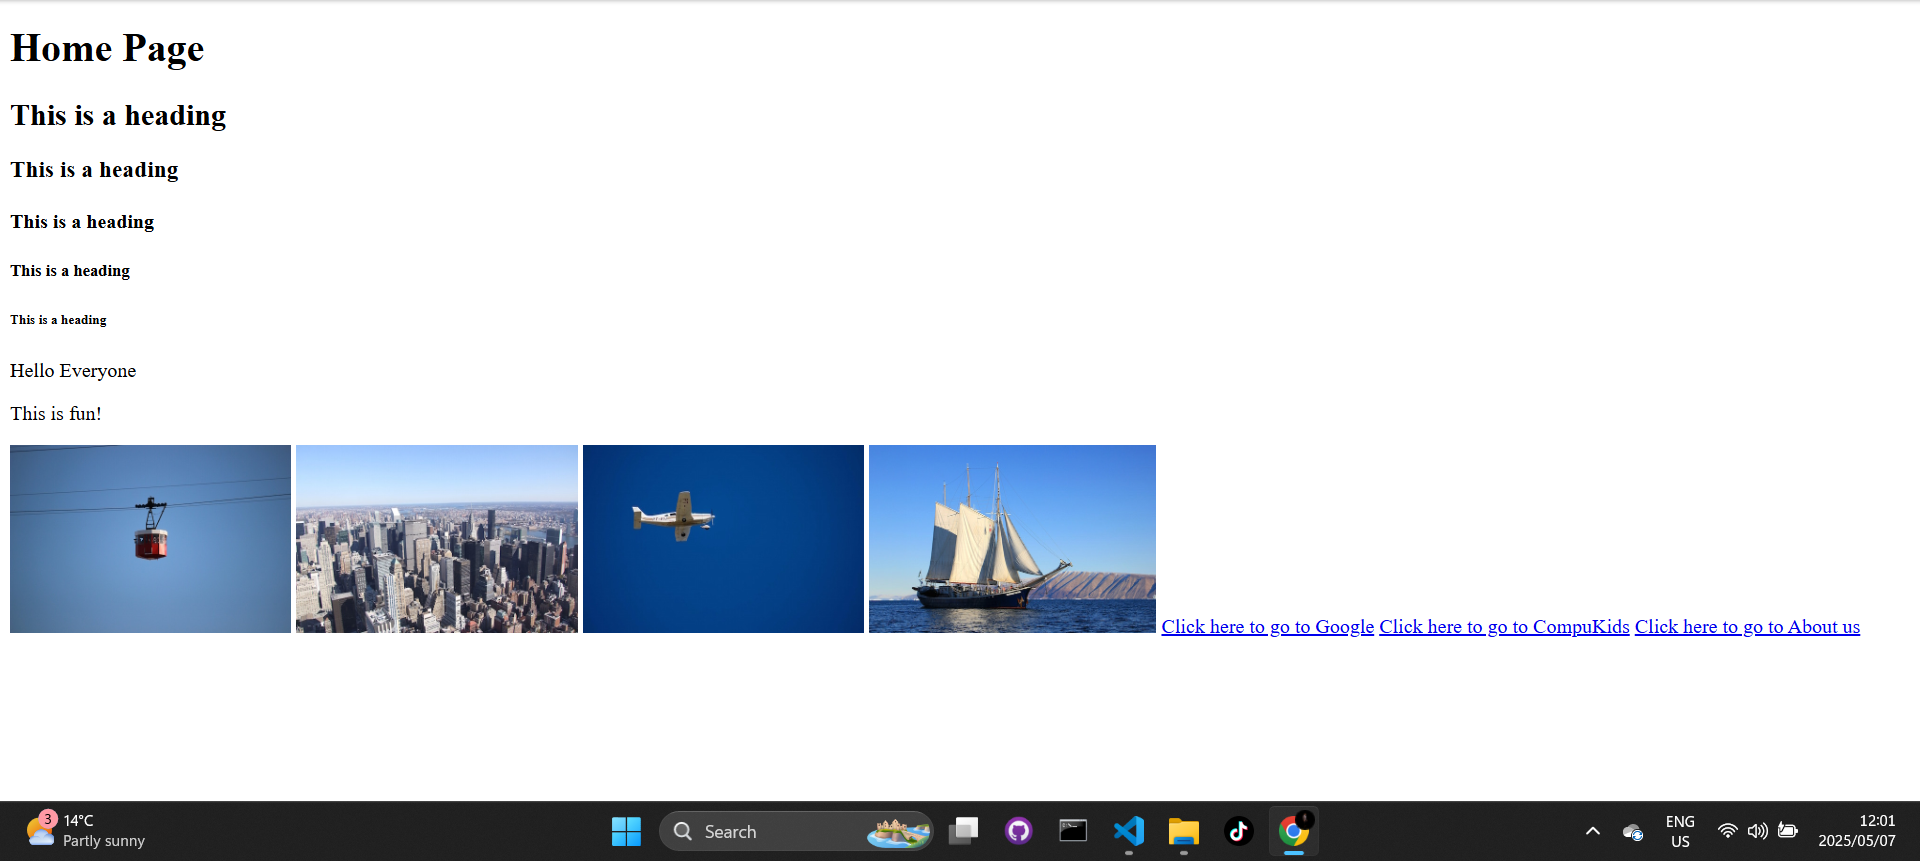 Home Page
This is a heading
This is a heading
This is a heading
This is a heading
This is a heading
Hello Everyone
This is fun!
Click here to go to Google Click here to go to CompuKids Click here to go to About us
3
14°C
Partly sunny
Search
ENG
US
12:01
2025/05/07